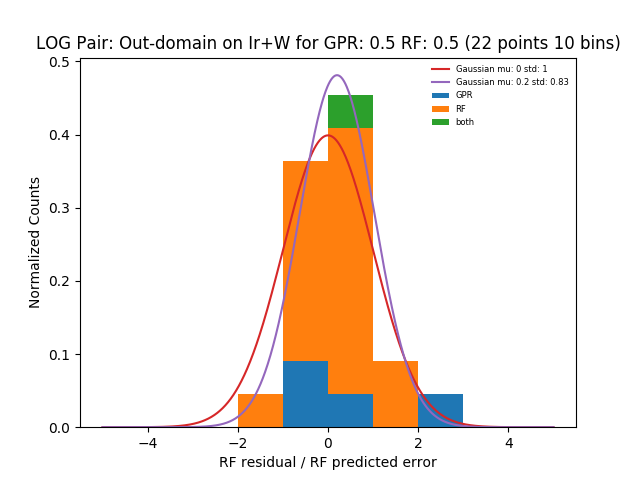 LOG Pair: Out-domain on Ir+W for GPR: 0.5 RF: 0.5 (22 points 10 bins)
Gaussian mu: 0 std: 1
Gaussian mu: 0.2 std: 0.83
GPR
RF
both
Normalized Counts
0.5
0.4
0.3
0.2
0.1
0.0
−4
−2
0
2
4
RF residual / RF predicted error